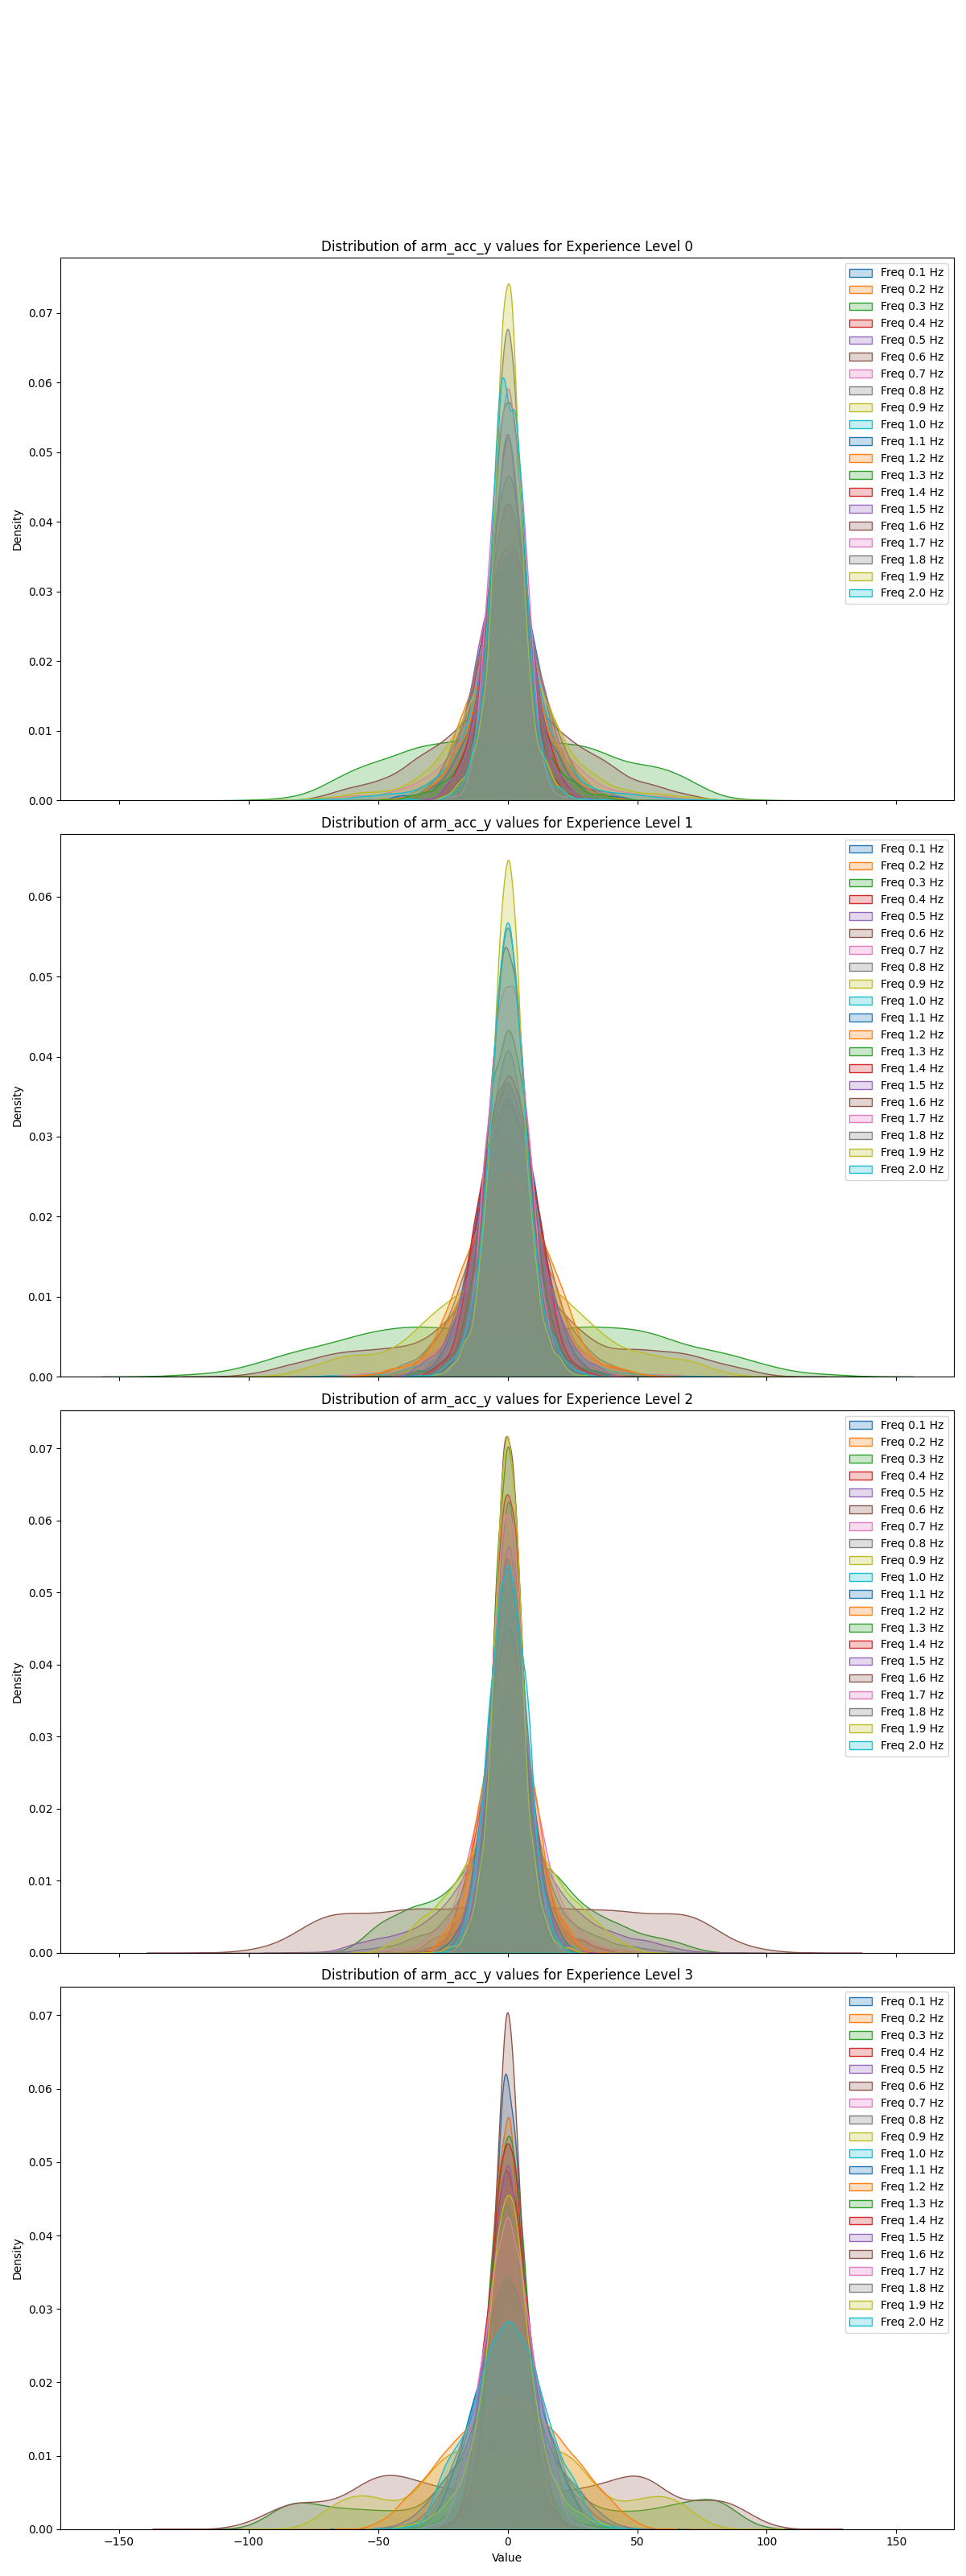 Distribution of arm_acc_y values for Experience Level 0
Density
0.07
0.06
0.05
0.04
0.03
0.02
0.01
0.00
Freq 0.1 Hz
Freq 0.2 Hz
Freq 0.3 Hz
Freq 0.4 Hz
Freq 0.5 Hz
Freq 0.6 Hz
Freq 0.7 Hz
Freq 0.8 Hz
Freq 0.9 Hz
Freq 1.0 Hz
Freq 1.1 Hz
Freq 1.2 Hz
Freq 1.3 Hz
Freq 1.4 Hz
Freq 1.5 Hz
Freq 1.6 Hz
Freq 1.7 Hz
Freq 1.8 Hz
Freq 1.9 Hz
Freq 2.0 Hz
Distribution of arm_acc_y values for Experience Level 1
Density
0.06
0.05
0.04
0.03
0.02
0.01
0.00
Freq 0.1 Hz
Freq 0.2 Hz
Freq 0.3 Hz
Freq 0.4 Hz
Freq 0.5 Hz
Freq 0.6 Hz
Freq 0.7 Hz
Freq 0.8 Hz
Freq 0.9 Hz
Freq 1.0 Hz
Freq 1.1 Hz
Freq 1.2 Hz
Freq 1.3 Hz
Freq 1.4 Hz
Freq 1.5 Hz
Freq 1.6 Hz
Freq 1.7 Hz
Freq 1.8 Hz
Freq 1.9 Hz
Freq 2.0 Hz
Distribution of arm_acc_y values for Experience Level 2
Density
0.07
0.06
0.05
0.04
0.03
0.02
0.01
0.00
Freq 0.1 Hz
Freq 0.2 Hz
Freq 0.3 Hz
Freq 0.4 Hz
Freq 0.5 Hz
Freq 0.6 Hz
Freq 0.7 Hz
Freq 0.8 Hz
Freq 0.9 Hz
Freq 1.0 Hz
Freq 1.1 Hz
Freq 1.2 Hz
Freq 1.3 Hz
Freq 1.4 Hz
Freq 1.5 Hz
Freq 1.6 Hz
Freq 1.7 Hz
Freq 1.8 Hz
Freq 1.9 Hz
Freq 2.0 Hz
Distribution of arm_acc_y values for Experience Level 3
Density
0.07
0.06
0.05
0.04
0.03
0.02
0.01
0.00
Freq 0.1 Hz
Freq 0.2 Hz
Freq 0.3 Hz
Freq 0.4 Hz
Freq 0.5 Hz
Freq 0.6 Hz
Freq 0.7 Hz
Freq 0.8 Hz
Freq 0.9 Hz
Freq 1.0 Hz
Freq 1.1 Hz
Freq 1.2 Hz
Freq 1.3 Hz
Freq 1.4 Hz
Freq 1.5 Hz
Freq 1.6 Hz
Freq 1.7 Hz
Freq 1.8 Hz
Freq 1.9 Hz
Freq 2.0 Hz
−150 −100 −50 0 50 100 150
Value